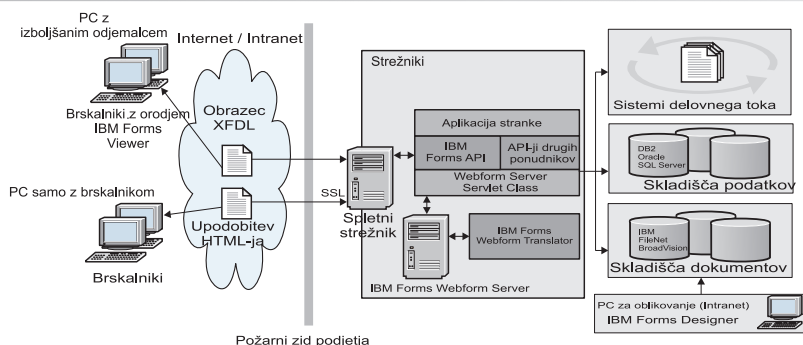 PC z
izboljšanim odjemalcem
Internet / Intranet
Brskalniki z orodjem
IBM Forms
Viewer
Obrazec
XFDL
PC samo z brskalnikom
Upodobitev
HTML-ja
Brskalniki
Požarni zid podjetja
SSL
Spletni
strežnik
Strežniki
Aplikacija stranke
IBM
Forms API
API-ji drugih
ponudnikov
Webform Server
Servlet Class
IBM Forms
Webform Translator
IBM Forms Webform Server
Sistemi delovnega toka
DB2
Oracle
SQL Server
Skladišča podatkov
IBM
FileNet
BroadVision
Skladišča dokumentov
PC za oblikovanje (Intranet)
IBM Forms Designer